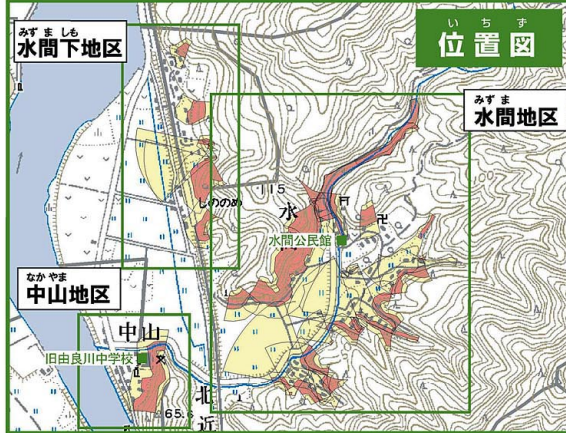 いちず
位置図
みずましも
水間下地区
みずま
水間地区
しののめ
115
水
水間公民館
なかやま
中山地区
中山
旧由良川中学校
北近
65.6